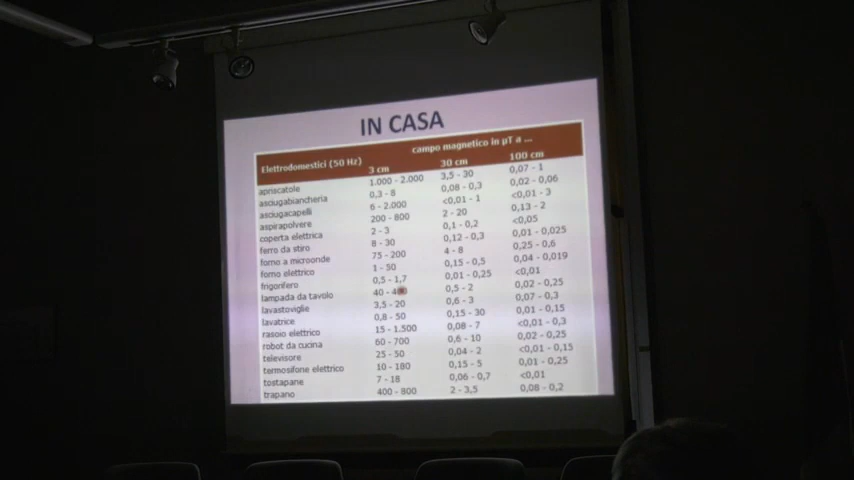 IN CASA
Elettrodomestici (50 Hz) campo magnetico in µT a ...
3 cm 30 cm 100 cm
apriscatole 1.000 - 2.000 3,5 - 30 0,07 - 1
asciugabiancheria 0,3 - 8 0,08 - 0,3 0,02 - 0,06
asciugacapelli 6 - 2.000 <0,01 - 1 <0,01 - 3
aspirapolvere 200 - 800 2 - 20 0,13 - 2
coperta elettrica 2 - 3 0,1 - 0,2 <0,05
ferro da stiro 8 - 30 0,12 - 0,3 0,01 - 0,025
forno a microonde 75 - 200 4 - 8 0,25 - 0,6
forno elettrico 1 - 50 0,15 - 0,5 0,04 - 0,019
frigorifero 0,5 - 1,7 0,01 - 0,25 <0,01
lampada da tavolo 40 - 0,5 - 2 0,02 - 0,25
lavastoviglie 3,5 - 20 0,6 - 3 0,07 - 0,3
lavatrice 0,8 - 50 0,15 - 30 0,01 - 0,15
rasoio elettrico 15 - 1.500 0,08 - 7 <0,01 - 0,3
robot da cucina 60 - 700 0,6 - 10 0,02 - 0,25
televisore 25 - 50 0,04 - 2 <0,01 - 0,15
termosifone elettrico 10 - 180 0,15 - 5 0,01 - 0,25
tostapane 7 - 18 0,06 - 0,7 <0,01
trapano 400 - 800 2 - 3,5 0,08 - 0,2